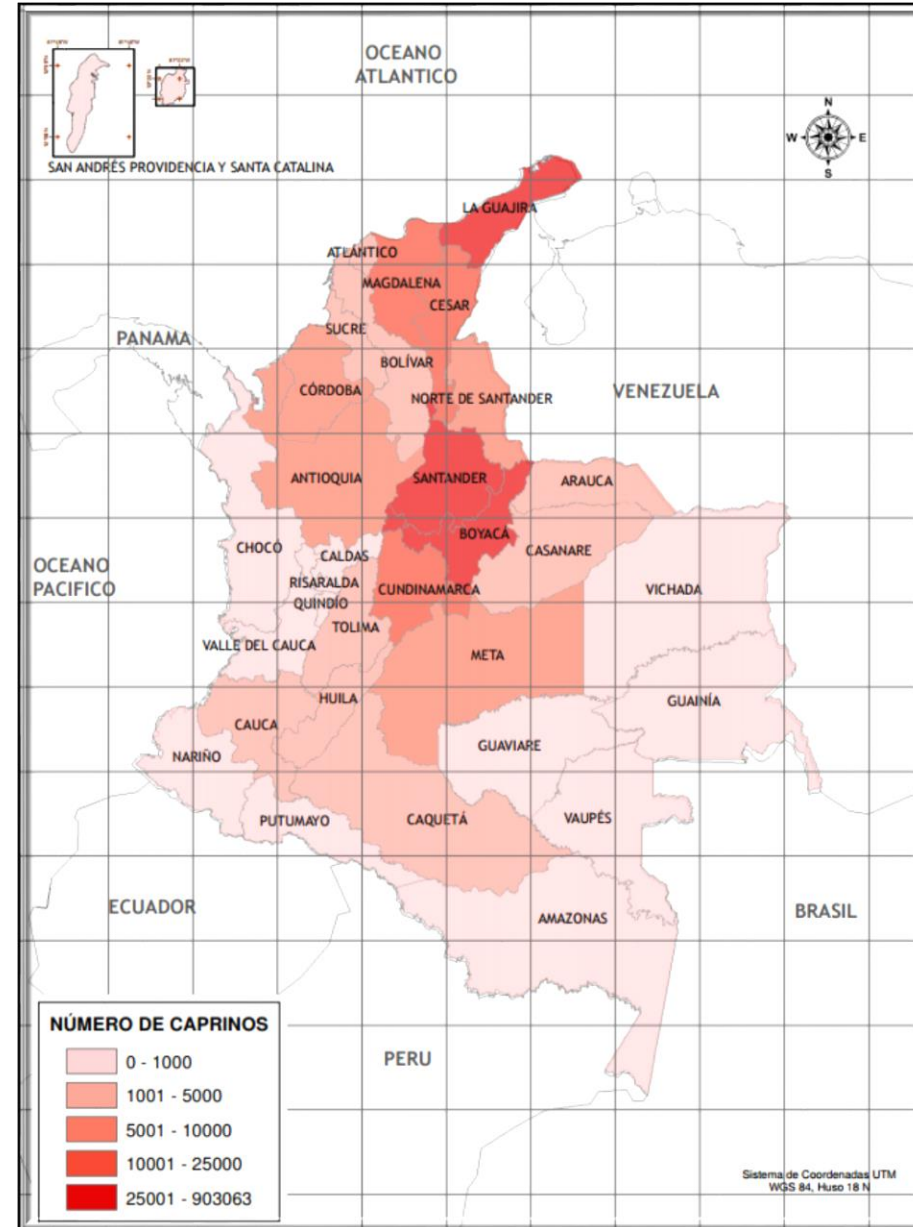 OCEANO
ATLANTICO
N
W E
S
SAN ANDRÉS PROVIDENCIA Y SANTA CATALINA
LA GUAJIRA
ATLÁNTICO
MAGDALENA
CESAR
SUCRE
PANAMA
BOLÍVAR
CÓRDOBA
NORTE DE SANTANDER
VENEZUELA
ANTIOQUIA
SANTANDER
ARAUCA
BOYACÁ
CHOCÓ
CALDAS
CASANARE
OCEANO
PACIFICO
RISARALDA
CUNDINAMARCA
VICHADA
QUINDÍO
TOLIMA
VALLE DEL CAUCA
META
HUILA
GUAINÍA
CAUCA
NARIÑO
GUAVIARE
PUTUMAYO
CAQUETÁ
VAUPÉS
ECUADOR
AMAZONAS
BRASIL
NÚMERO DE CAPRINOS
0 - 1000
1001 - 5000
5001 - 10000
10001 - 25000
25001 - 903063
PERU
Sistema de Coordenadas UTM
WGS 84, Huso 18 N